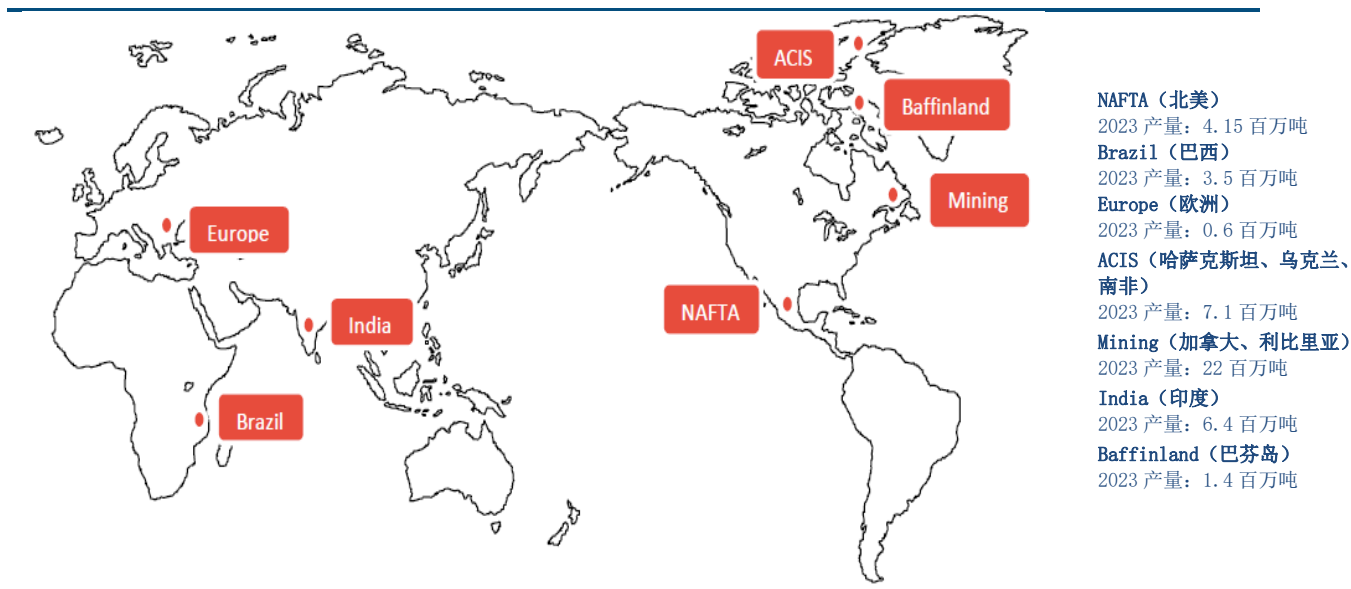 ACIS
Baffinland
Mining
Europe
NAFTA
India
Brazil
NAFTA（北美）
2023 产量：4.15 百万吨
Brazil（巴西）
2023 产量：3.5 百万吨
Europe（欧洲）
2023 产量：0.6 百万吨
ACIS（哈萨克斯坦、乌克兰、
南非）
2023 产量：7.1 百万吨
Mining（加拿大、利比里亚）
2023 产量：22 百万吨
India（印度）
2023 产量：6.4 百万吨
Baffinland（巴芬岛）
2023 产量：1.4 百万吨